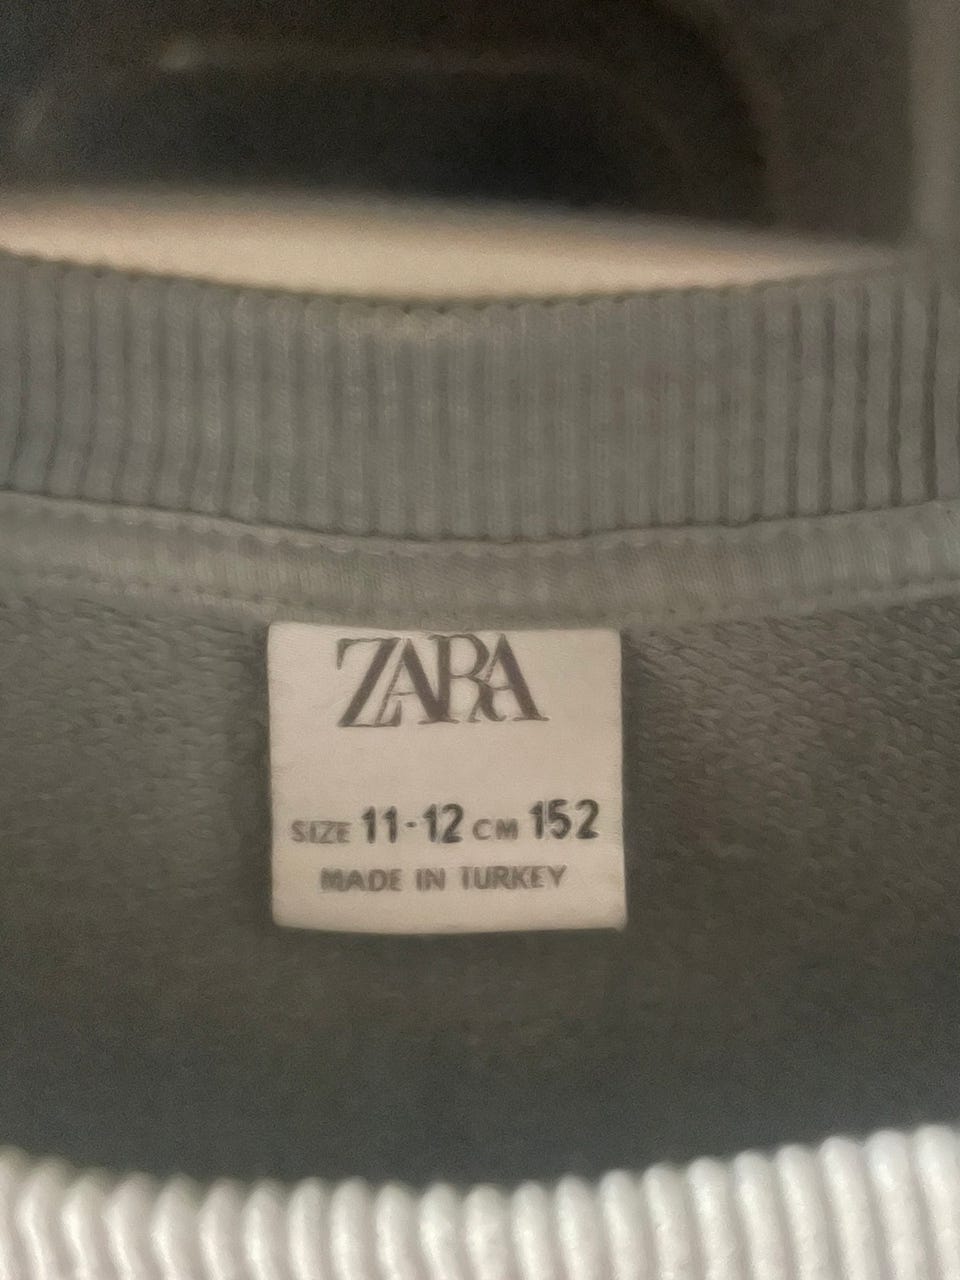 ZARA
SIZE 11-12 CM 152
MADE IN TURKEY